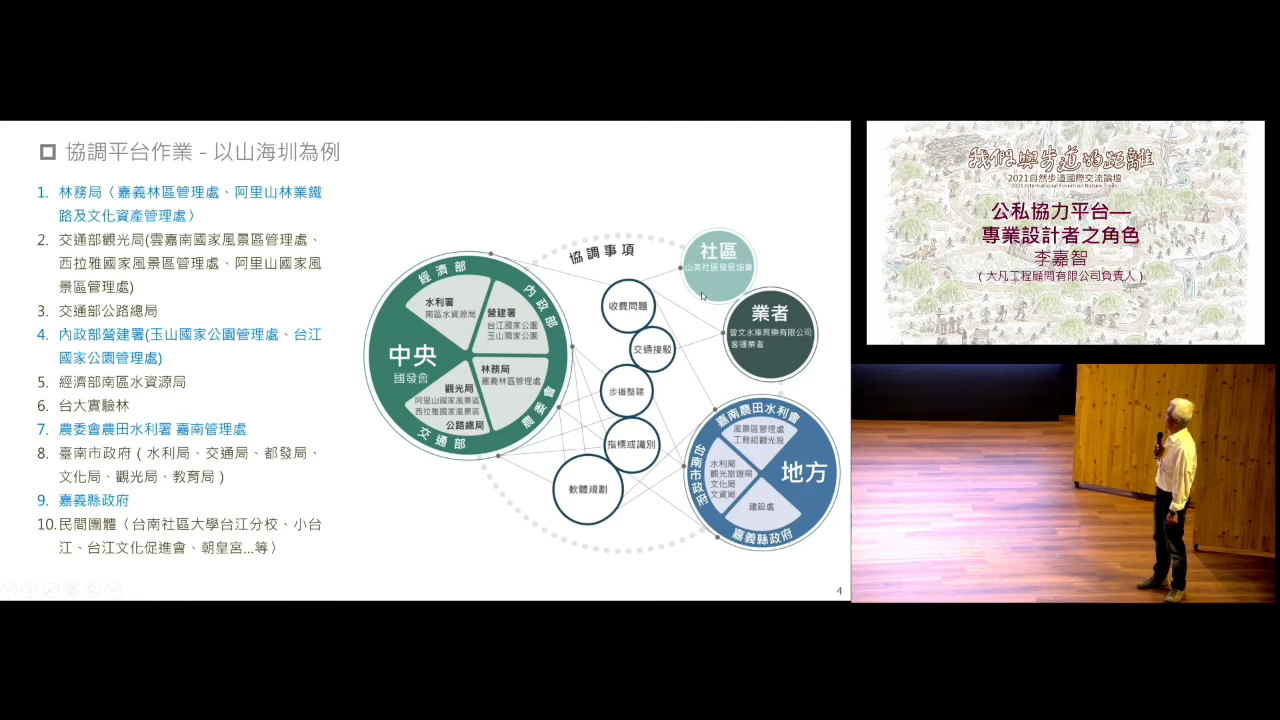 協調平台作業 - 以山海圳為例
1. 林務局（嘉義林區管理處、阿里山林業鐵
路及文化資產管理處）
2. 交通部觀光局(雲嘉南國家風景區管理處、
西拉雅國家風景區管理處、阿里山國家風
景區管理處)
3. 交通部公路總局
4. 內政部營建署(玉山國家公園管理處、台江
國家公園管理處)
5. 經濟部南區水資源局
6. 台大實驗林
7. 農委會農田水利署 嘉南管理處
8. 臺南市政府（水利局、交通局、都發局、
文化局、觀光局、教育局）
9. 嘉義縣政府
10. 民間團體（台南社區大學台江分校、小台
江、台江文化促進會、朝皇宮...等）
協調事項
經濟部
水利署
南區水資源局
內政部
營建署
台江國家公園
玉山國家公園
中央
國發會
林務局
嘉義林區管理處
農委會
觀光局
阿里山國家風景區
西拉雅國家風景區
公路總局
交通部
收費問題
交通接駁
步道整建
指標或識別
軟體規劃
社區
山美社區發展協會
業者
曾文水庫育樂有限公司
客運業者
嘉南農田水利會
風景區管理處
工務組觀光股
台南市政府
水利局
觀光旅遊局
文化局
文資局
地方
建設處
嘉義縣政府
4
我們與步道的距離
2021自然步道國際交流論壇
2021 International Forum on Nature Trails
公私協力平台—
專業設計者之角色
李嘉智
（大凡工程顧問有限公司負責人）